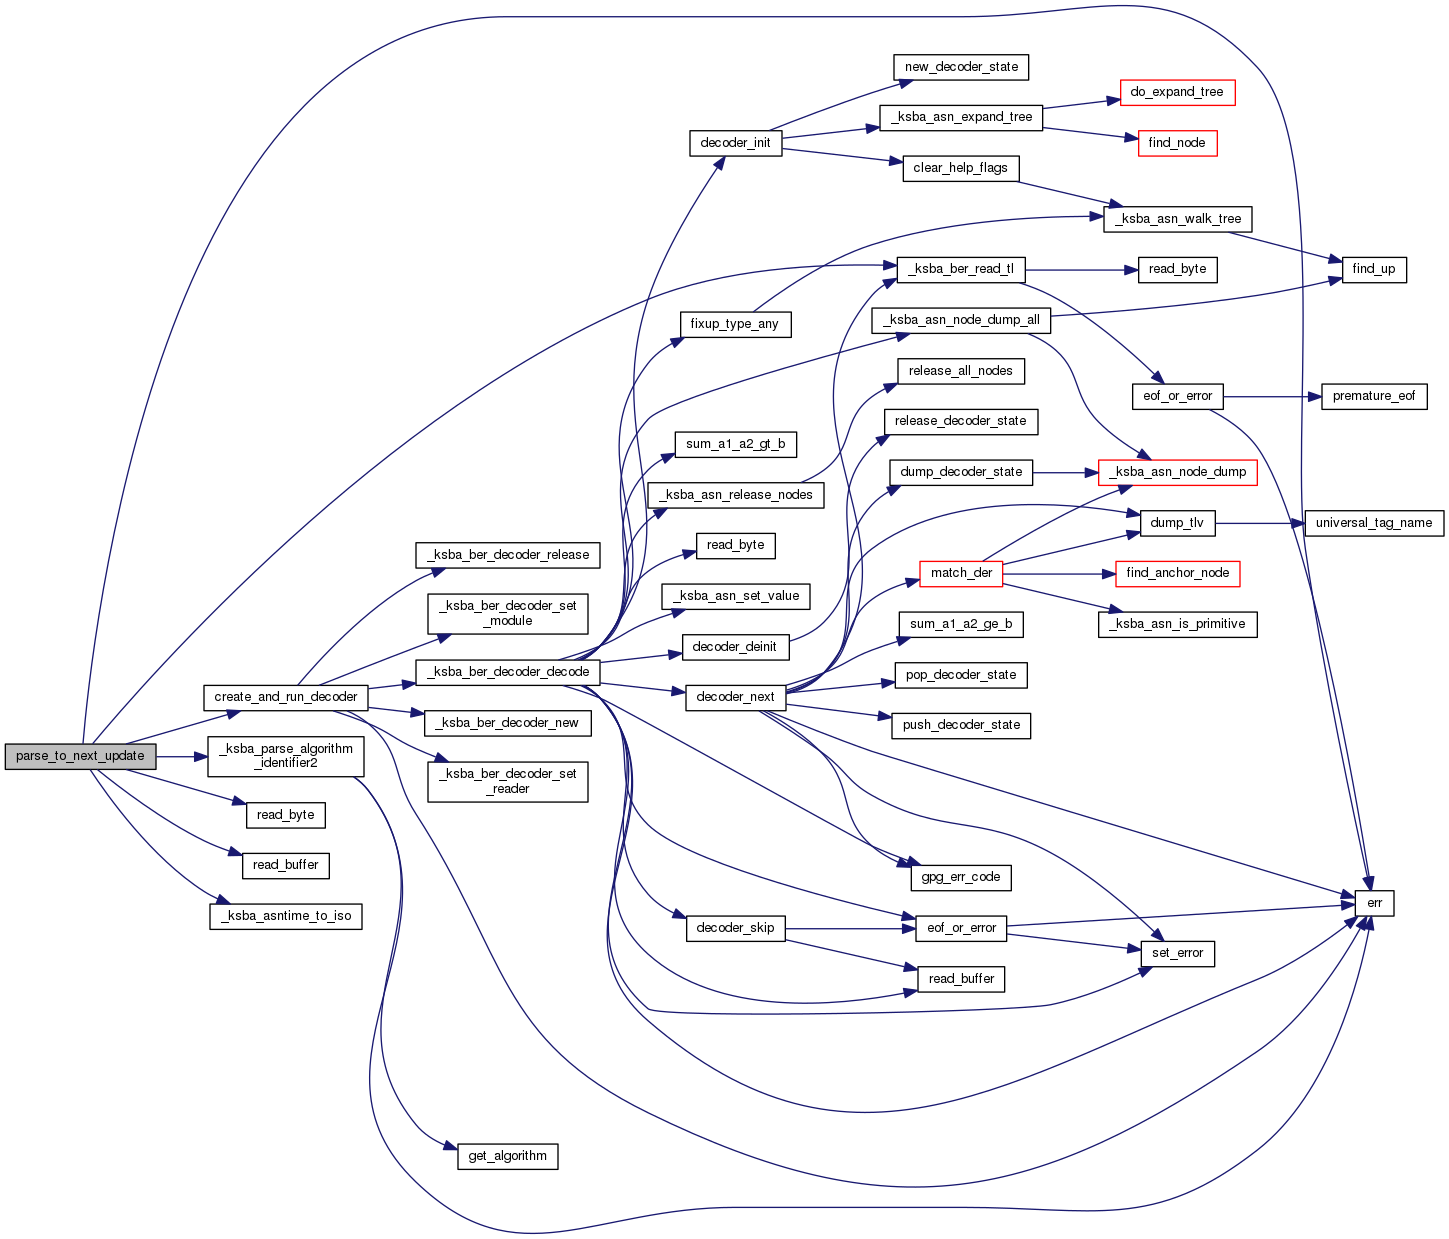 new_decoder_state
do_expand_tree
_ksba_asn_expand_tree
decoder_init
find_node
clear_help_flags
_ksba_asn_walk_tree
_ksba_ber_read_tl
read_byte
find_up
fixup_type_any
_ksba_asn_node_dump_all
release_all_nodes
eof_or_error
premature_eof
release_decoder_state
sum_a1_a2_gt_b
dump_decoder_state
_ksba_asn_node_dump
_ksba_asn_release_nodes
dump_tlv
universal_tag_name
read_byte
_ksba_ber_decoder_release
match_der
find_anchor_node
_ksba_asn_set_value
_ksba_ber_decoder_set
_module
sum_a1_a2_ge_b
_ksba_asn_is_primitive
decoder_deinit
_ksba_ber_decoder_decode
pop_decoder_state
create_and_run_decoder
decoder_next
_ksba_ber_decoder_new
push_decoder_state
parse_to_next_update
_ksba_parse_algorithm
_identifier2
_ksba_ber_decoder_set
_reader
read_byte
read_buffer
gpg_err_code
err
_ksba_asntime_to_iso
decoder_skip
eof_or_error
set_error
read_buffer
get_algorithm